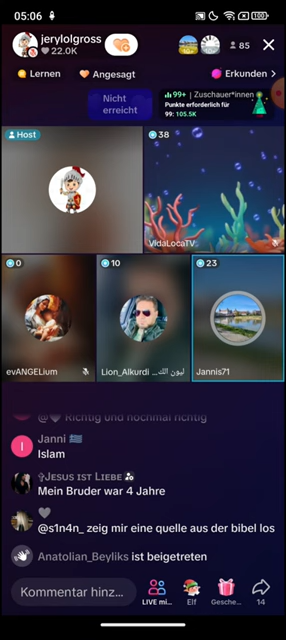 05:06
100
jerylolgross
22.0K
85
Lernen
Angesagt
Erkunden
Nicht
erreicht
99+ | Zuschauer*innen
Punkte erforderlich für
99: 105.5K
Host
38
VidaLocaTV
0
10
23
evANGELium
Lion_Alkurdi ... ليون الك
Jannis71
Richtig und nochmal richtig
Janni 🇬🇷
Islam
✞Jesus ist Liebe
Mein Bruder war 4 Jahre
@s1n4n_ zeig mir eine quelle aus der bibel los
Anatolian_Beyliks ist beigetreten
Kommentar hinz...
LIVE mi...
Elf
Gesche...
14